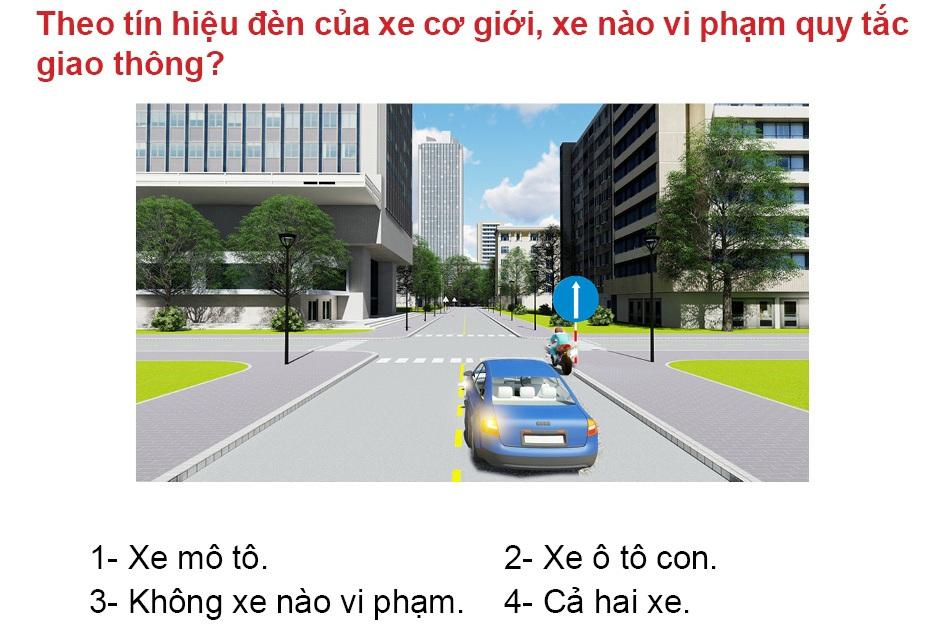 Theo tín hiệu đèn của xe cơ giới, xe nào vi phạm quy tắc
giao thông?
1- Xe mô tô.
2- Xe ô tô con.
3- Không xe nào vi phạm.
4- Cả hai xe.